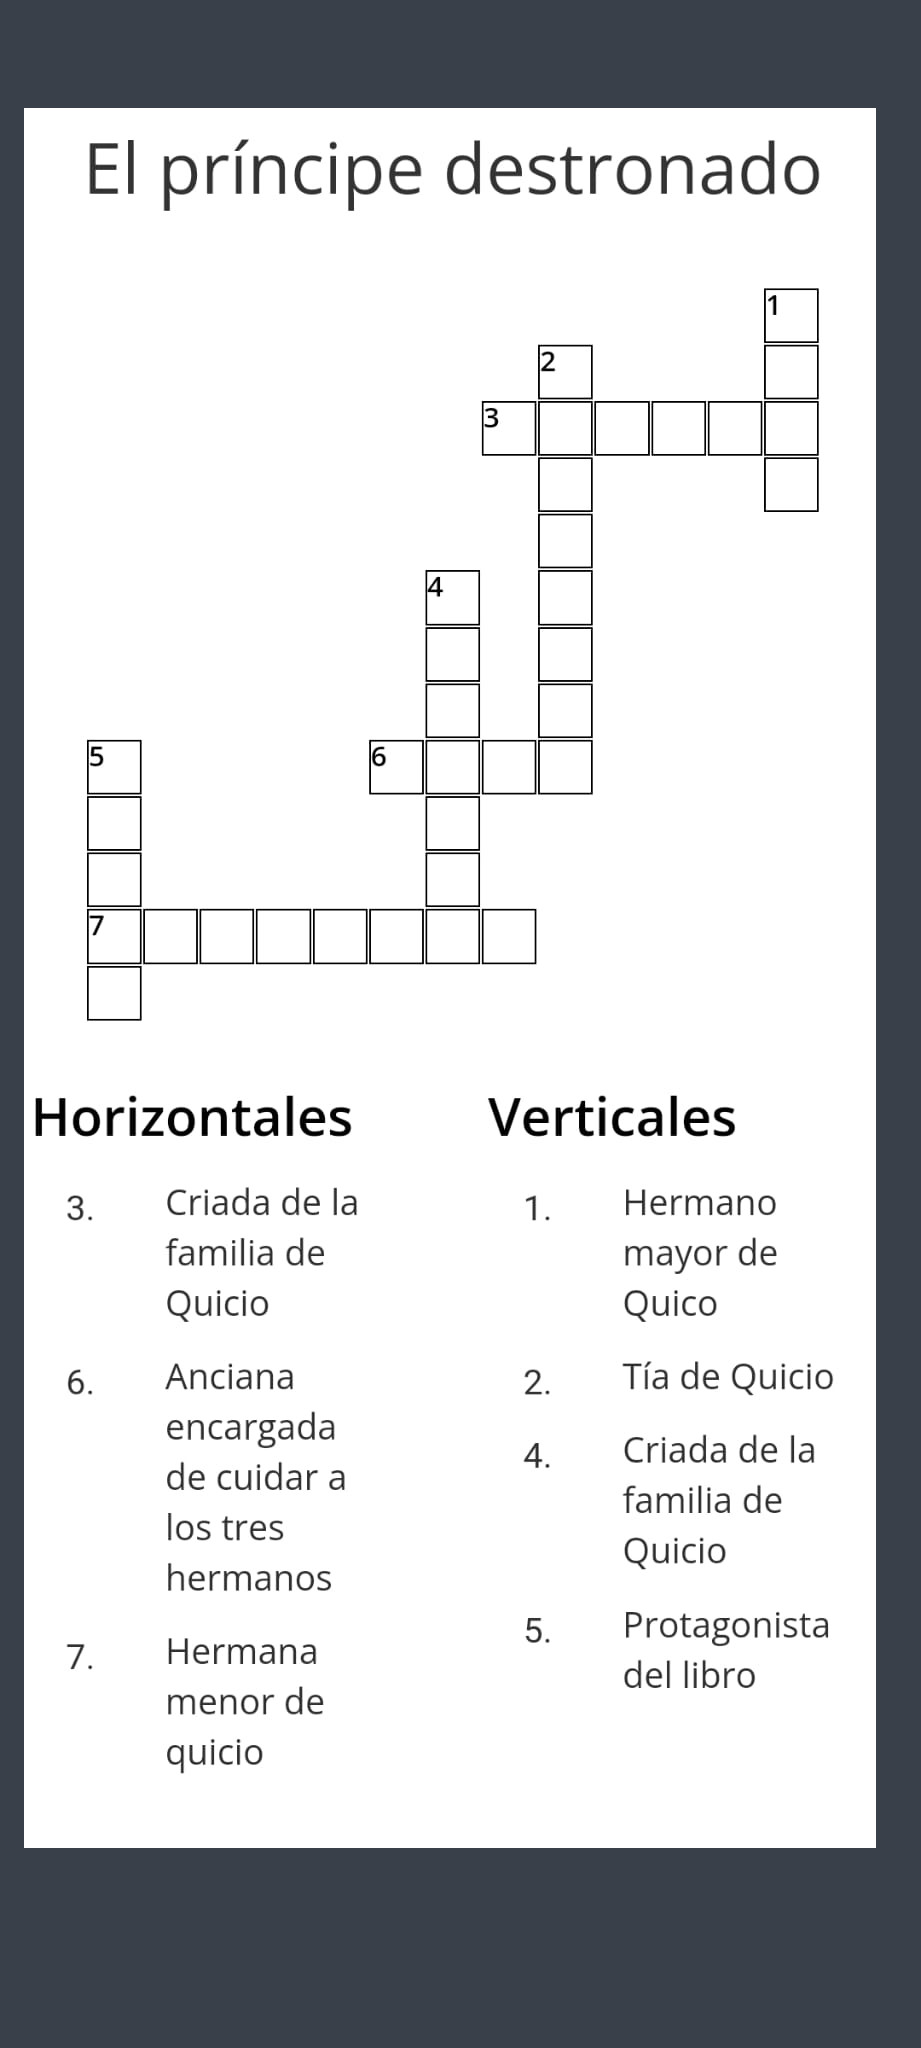 El príncipe destronado
1
2
3
4
5
6
7
Horizontales
3. Criada de la
familia de
Quicio
6. Anciana
encargada
de cuidar a
los tres
hermanos
7. Hermana
menor de
quicio
Verticales
1. Hermano
mayor de
Quico
2. Tía de Quicio
4. Criada de la
familia de
Quicio
5. Protagonista
del libro